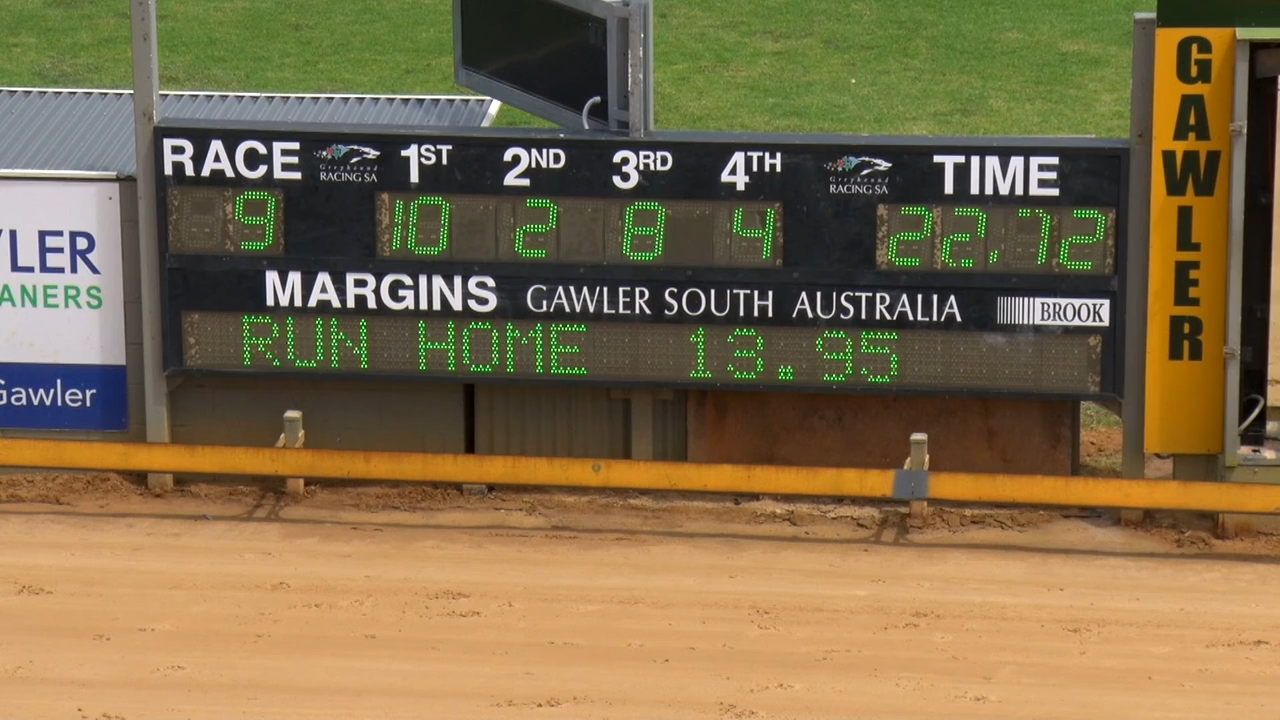 RACE Greyhound RACING SA 1ST 2ND 3RD 4TH Greyhound RACING SA TIME
9 10 2 8 4 22.72
MARGINS GAWLER SOUTH AUSTRALIA BROOK
RUN HOME 13.95
LER
ANERS
Gawler
GAWLER